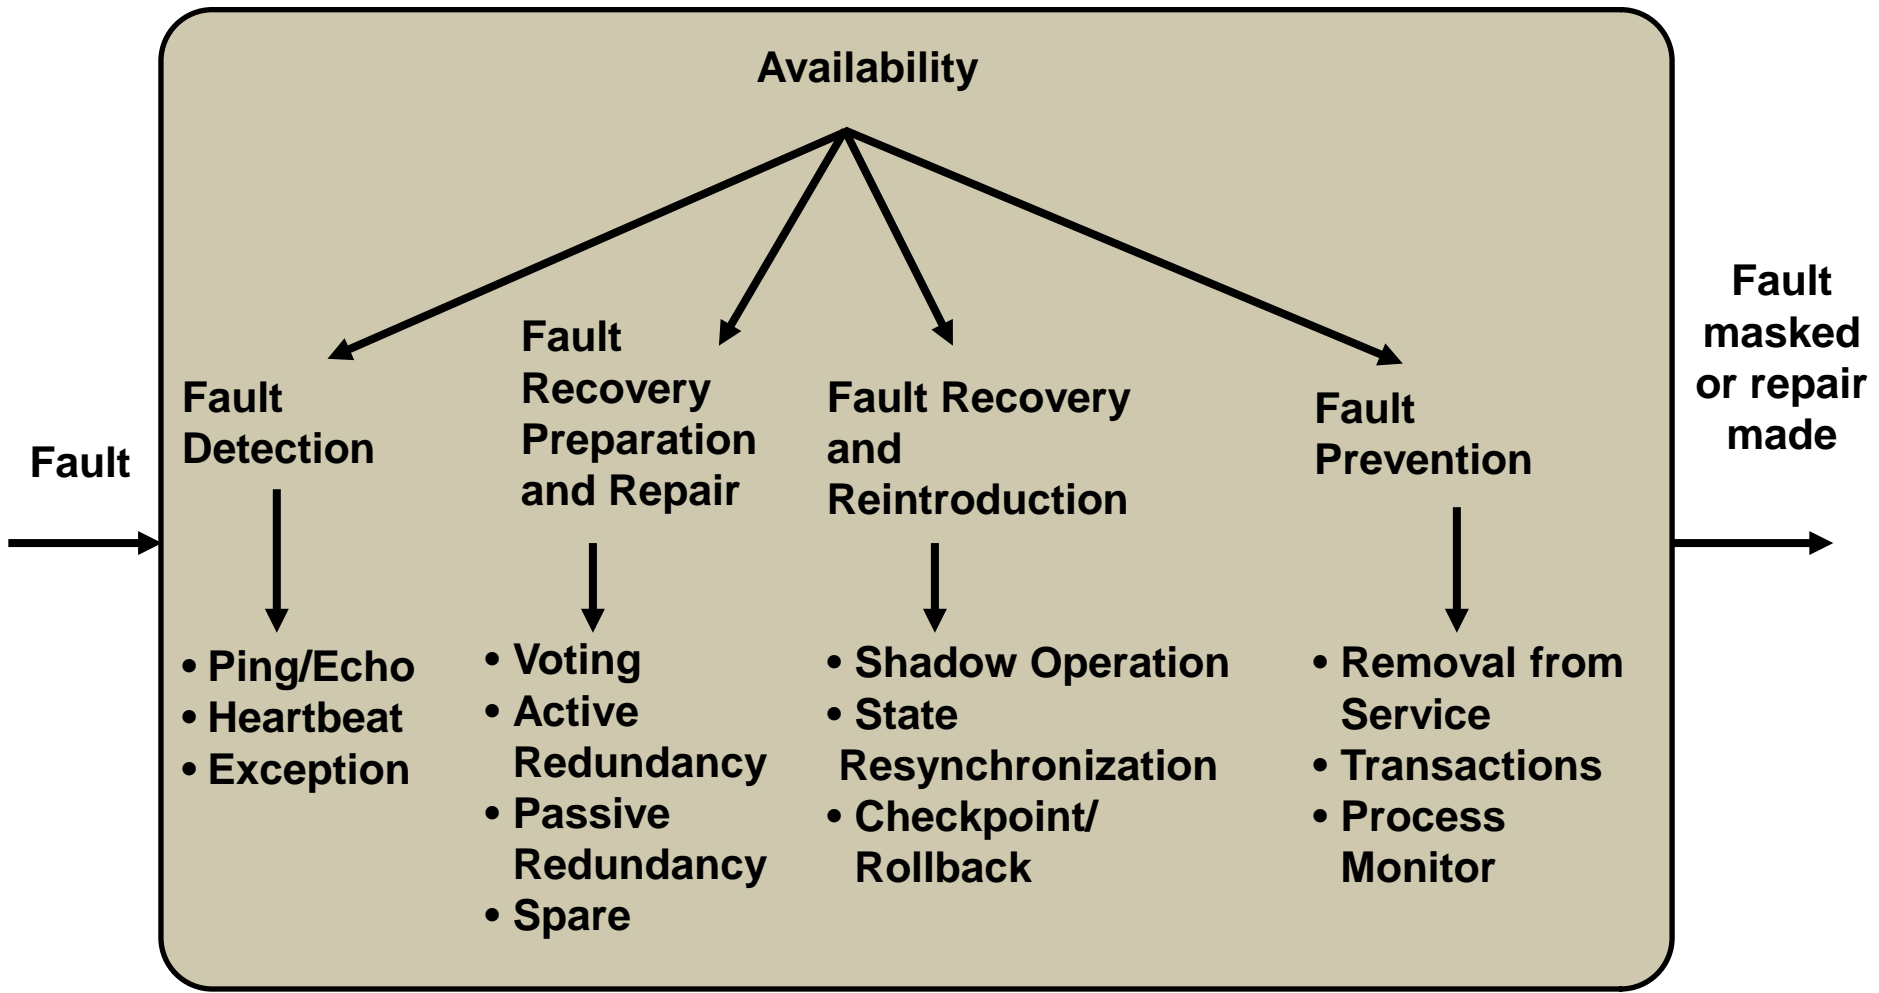 Availability
Fault
Fault
Detection
Fault
Recovery
Preparation
and Repair
Fault Recovery
and
Reintroduction
Fault
Prevention
Fault
masked
or repair
made
• Ping/Echo
• Heartbeat
• Exception
• Voting
• Active
Redundancy
• Passive
Redundancy
• Spare
• Shadow Operation
• State
Resynchronization
• Checkpoint/
Rollback
• Removal from
Service
• Transactions
• Process
Monitor